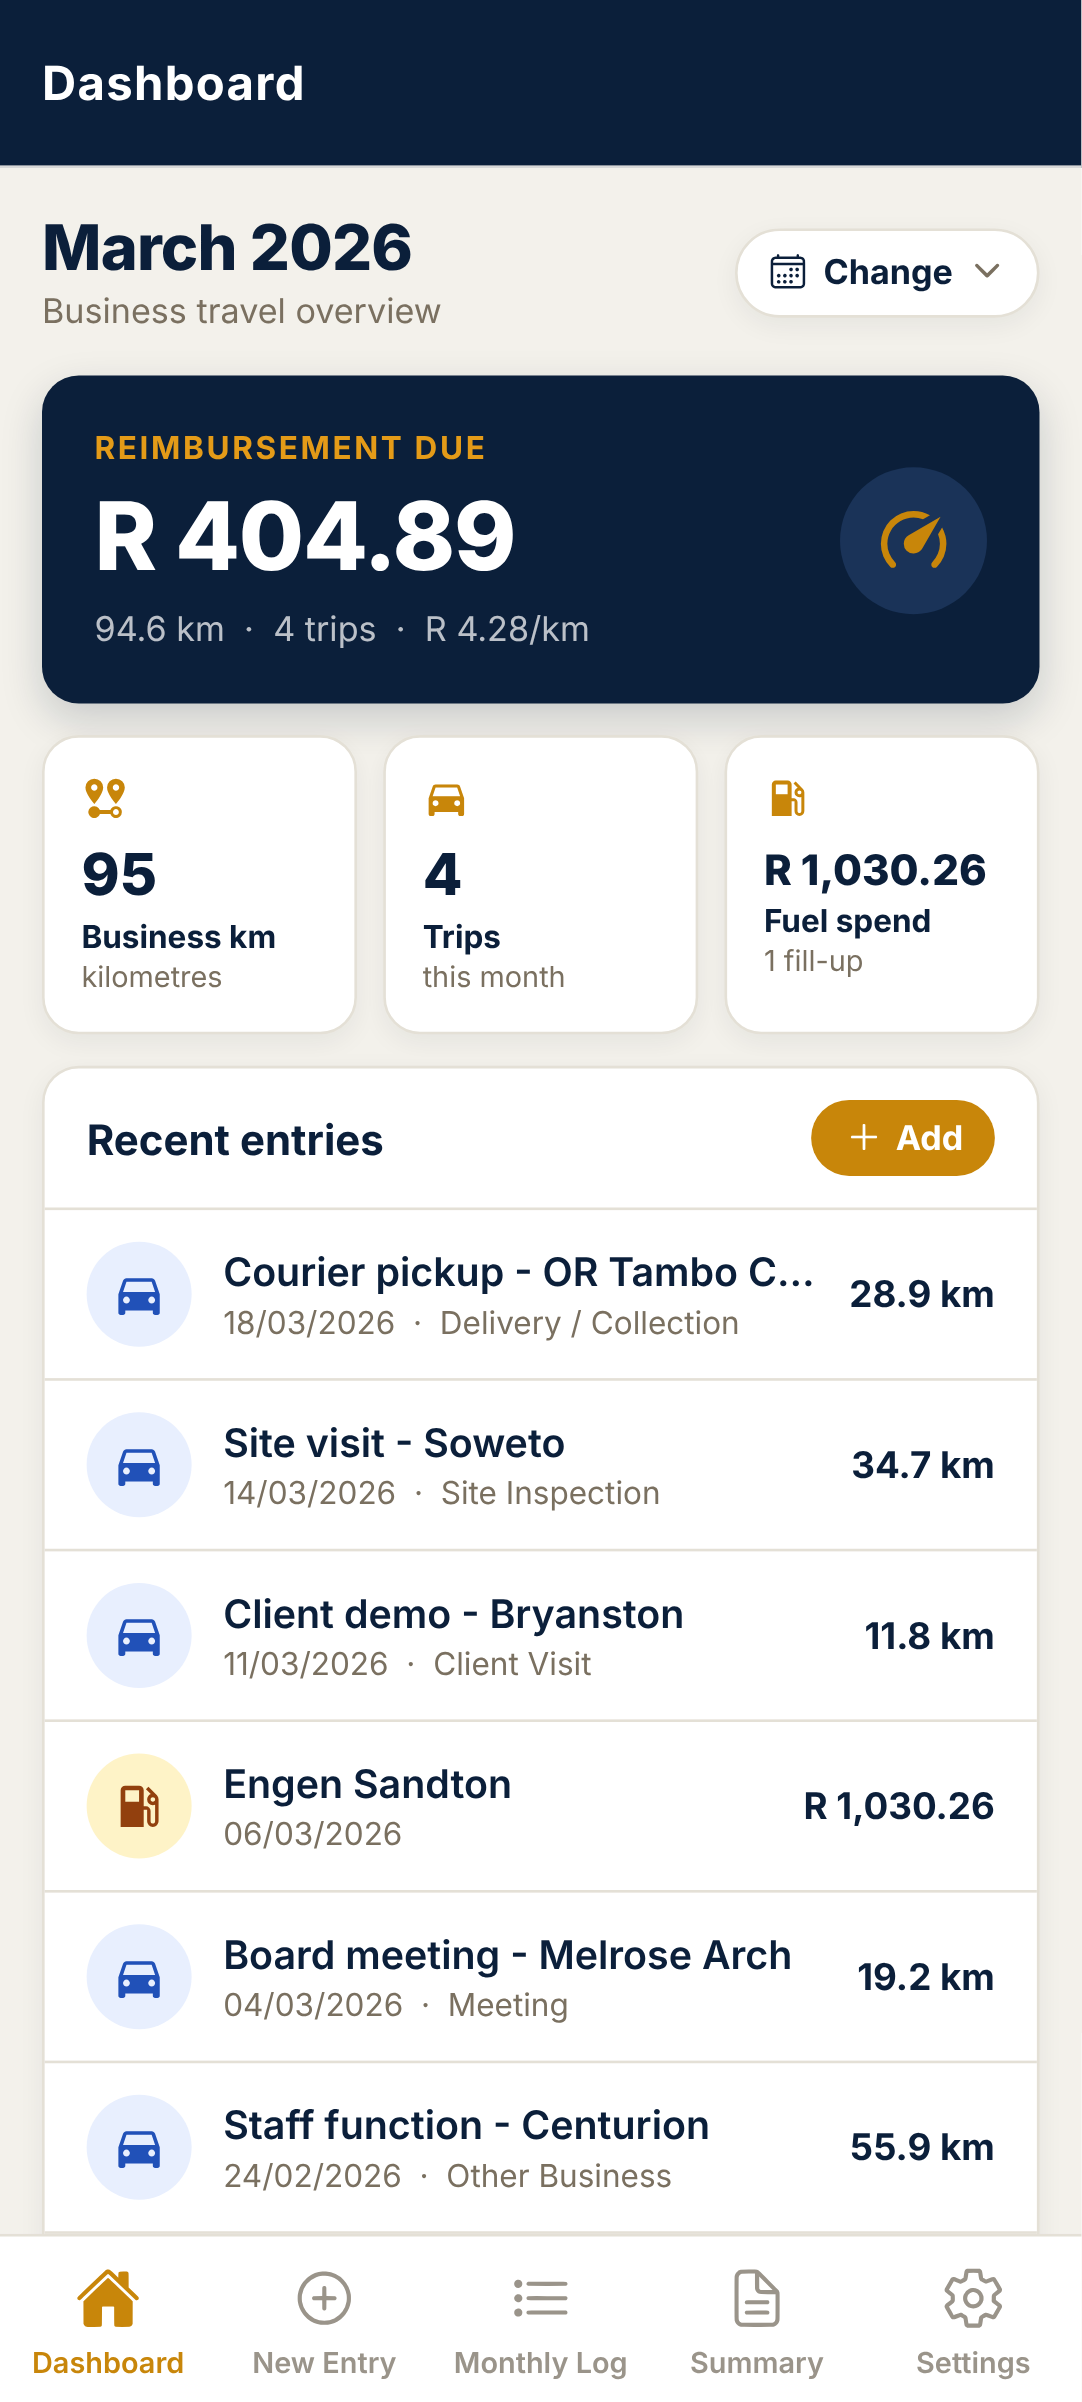 Dashboard
March 2026
Business travel overview
Change
REIMBURSEMENT DUE
R 404.89
94.6 km · 4 trips · R 4.28/km
95
Business km
kilometres
4
Trips
this month
R 1,030.26
Fuel spend
1 fill-up
Recent entries
Add
Courier pickup - OR Tambo C...
18/03/2026 · Delivery / Collection
28.9 km
Site visit - Soweto
14/03/2026 · Site Inspection
34.7 km
Client demo - Bryanston
11/03/2026 · Client Visit
11.8 km
Engen Sandton
06/03/2026
R 1,030.26
Board meeting - Melrose Arch
04/03/2026 · Meeting
19.2 km
Staff function - Centurion
24/02/2026 · Other Business
55.9 km
Dashboard
New Entry
Monthly Log
Summary
Settings